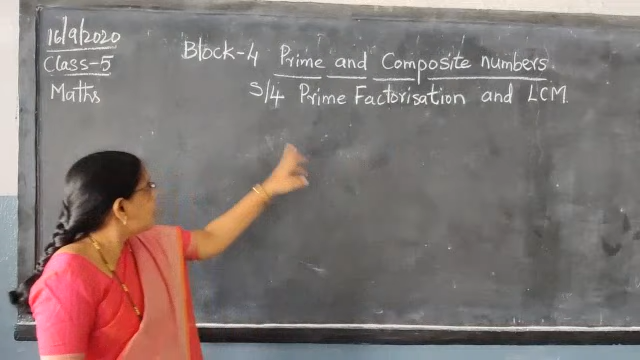 16/9/2020
Class-5
Maths
Block-4 Prime and Composite numbers
S/4 Prime Factorisation and LCM.